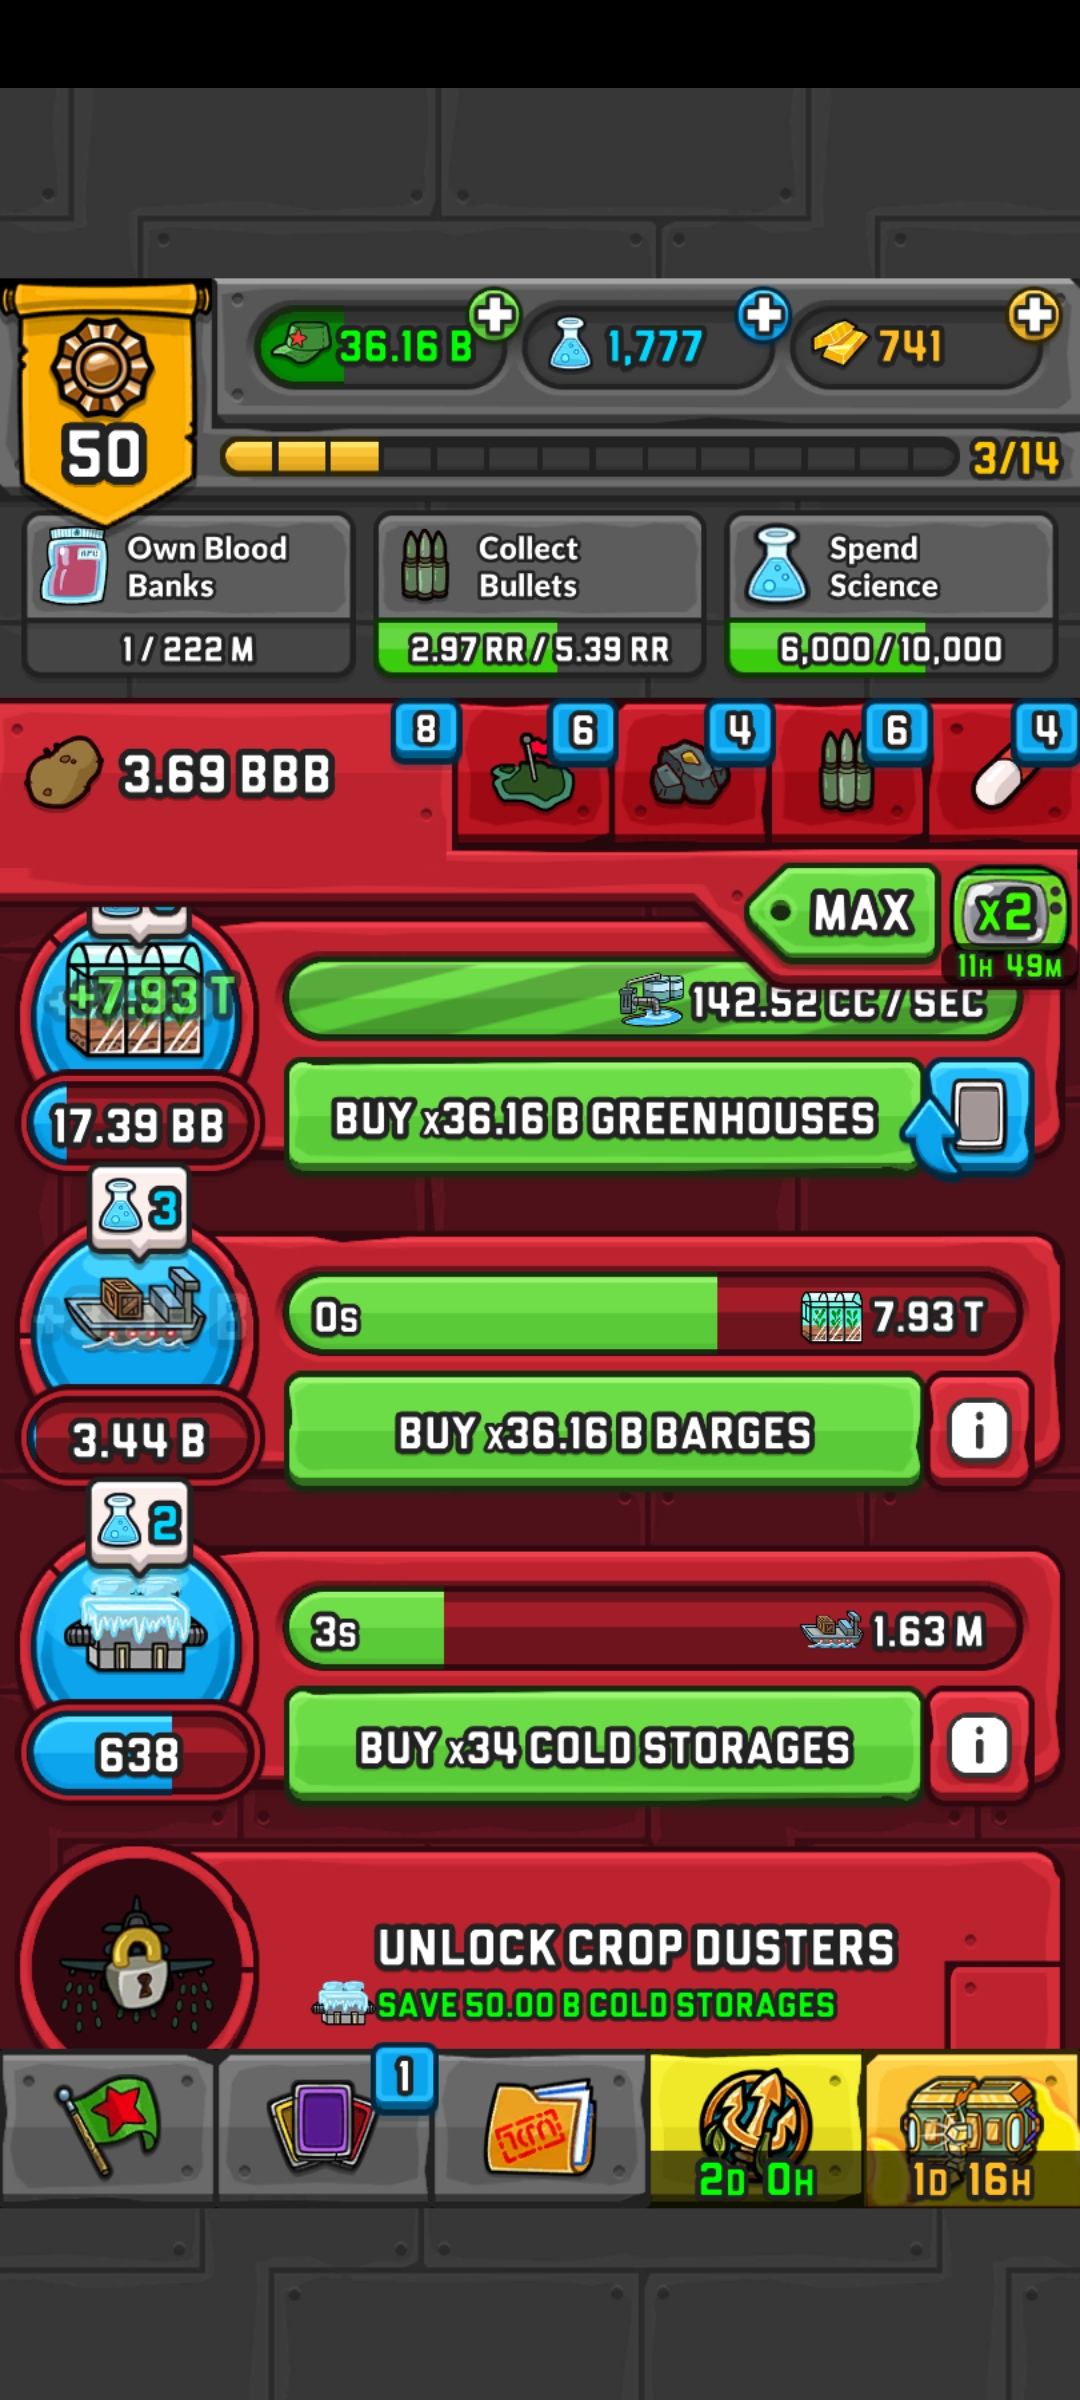 36.16 B
1,777
741
50
3/14
Own Blood
Banks
1 / 222 M
Collect
Bullets
2.97 RR / 5.39 RR
Spend
Science
6,000 / 10,000
3.69 BBB
8
6
4
6
4
MAX
x2
11H 49M
+7.93 T
142.52 CC / SEC
17.39 BB
BUY x36.16 B GREENHOUSES
3
0s
7.93 T
3.44 B
BUY x36.16 B BARGES
2
3s
1.63 M
638
BUY x34 COLD STORAGES
UNLOCK CROP DUSTERS
SAVE 50.00 B COLD STORAGES
1
2D 0H
1D 16H